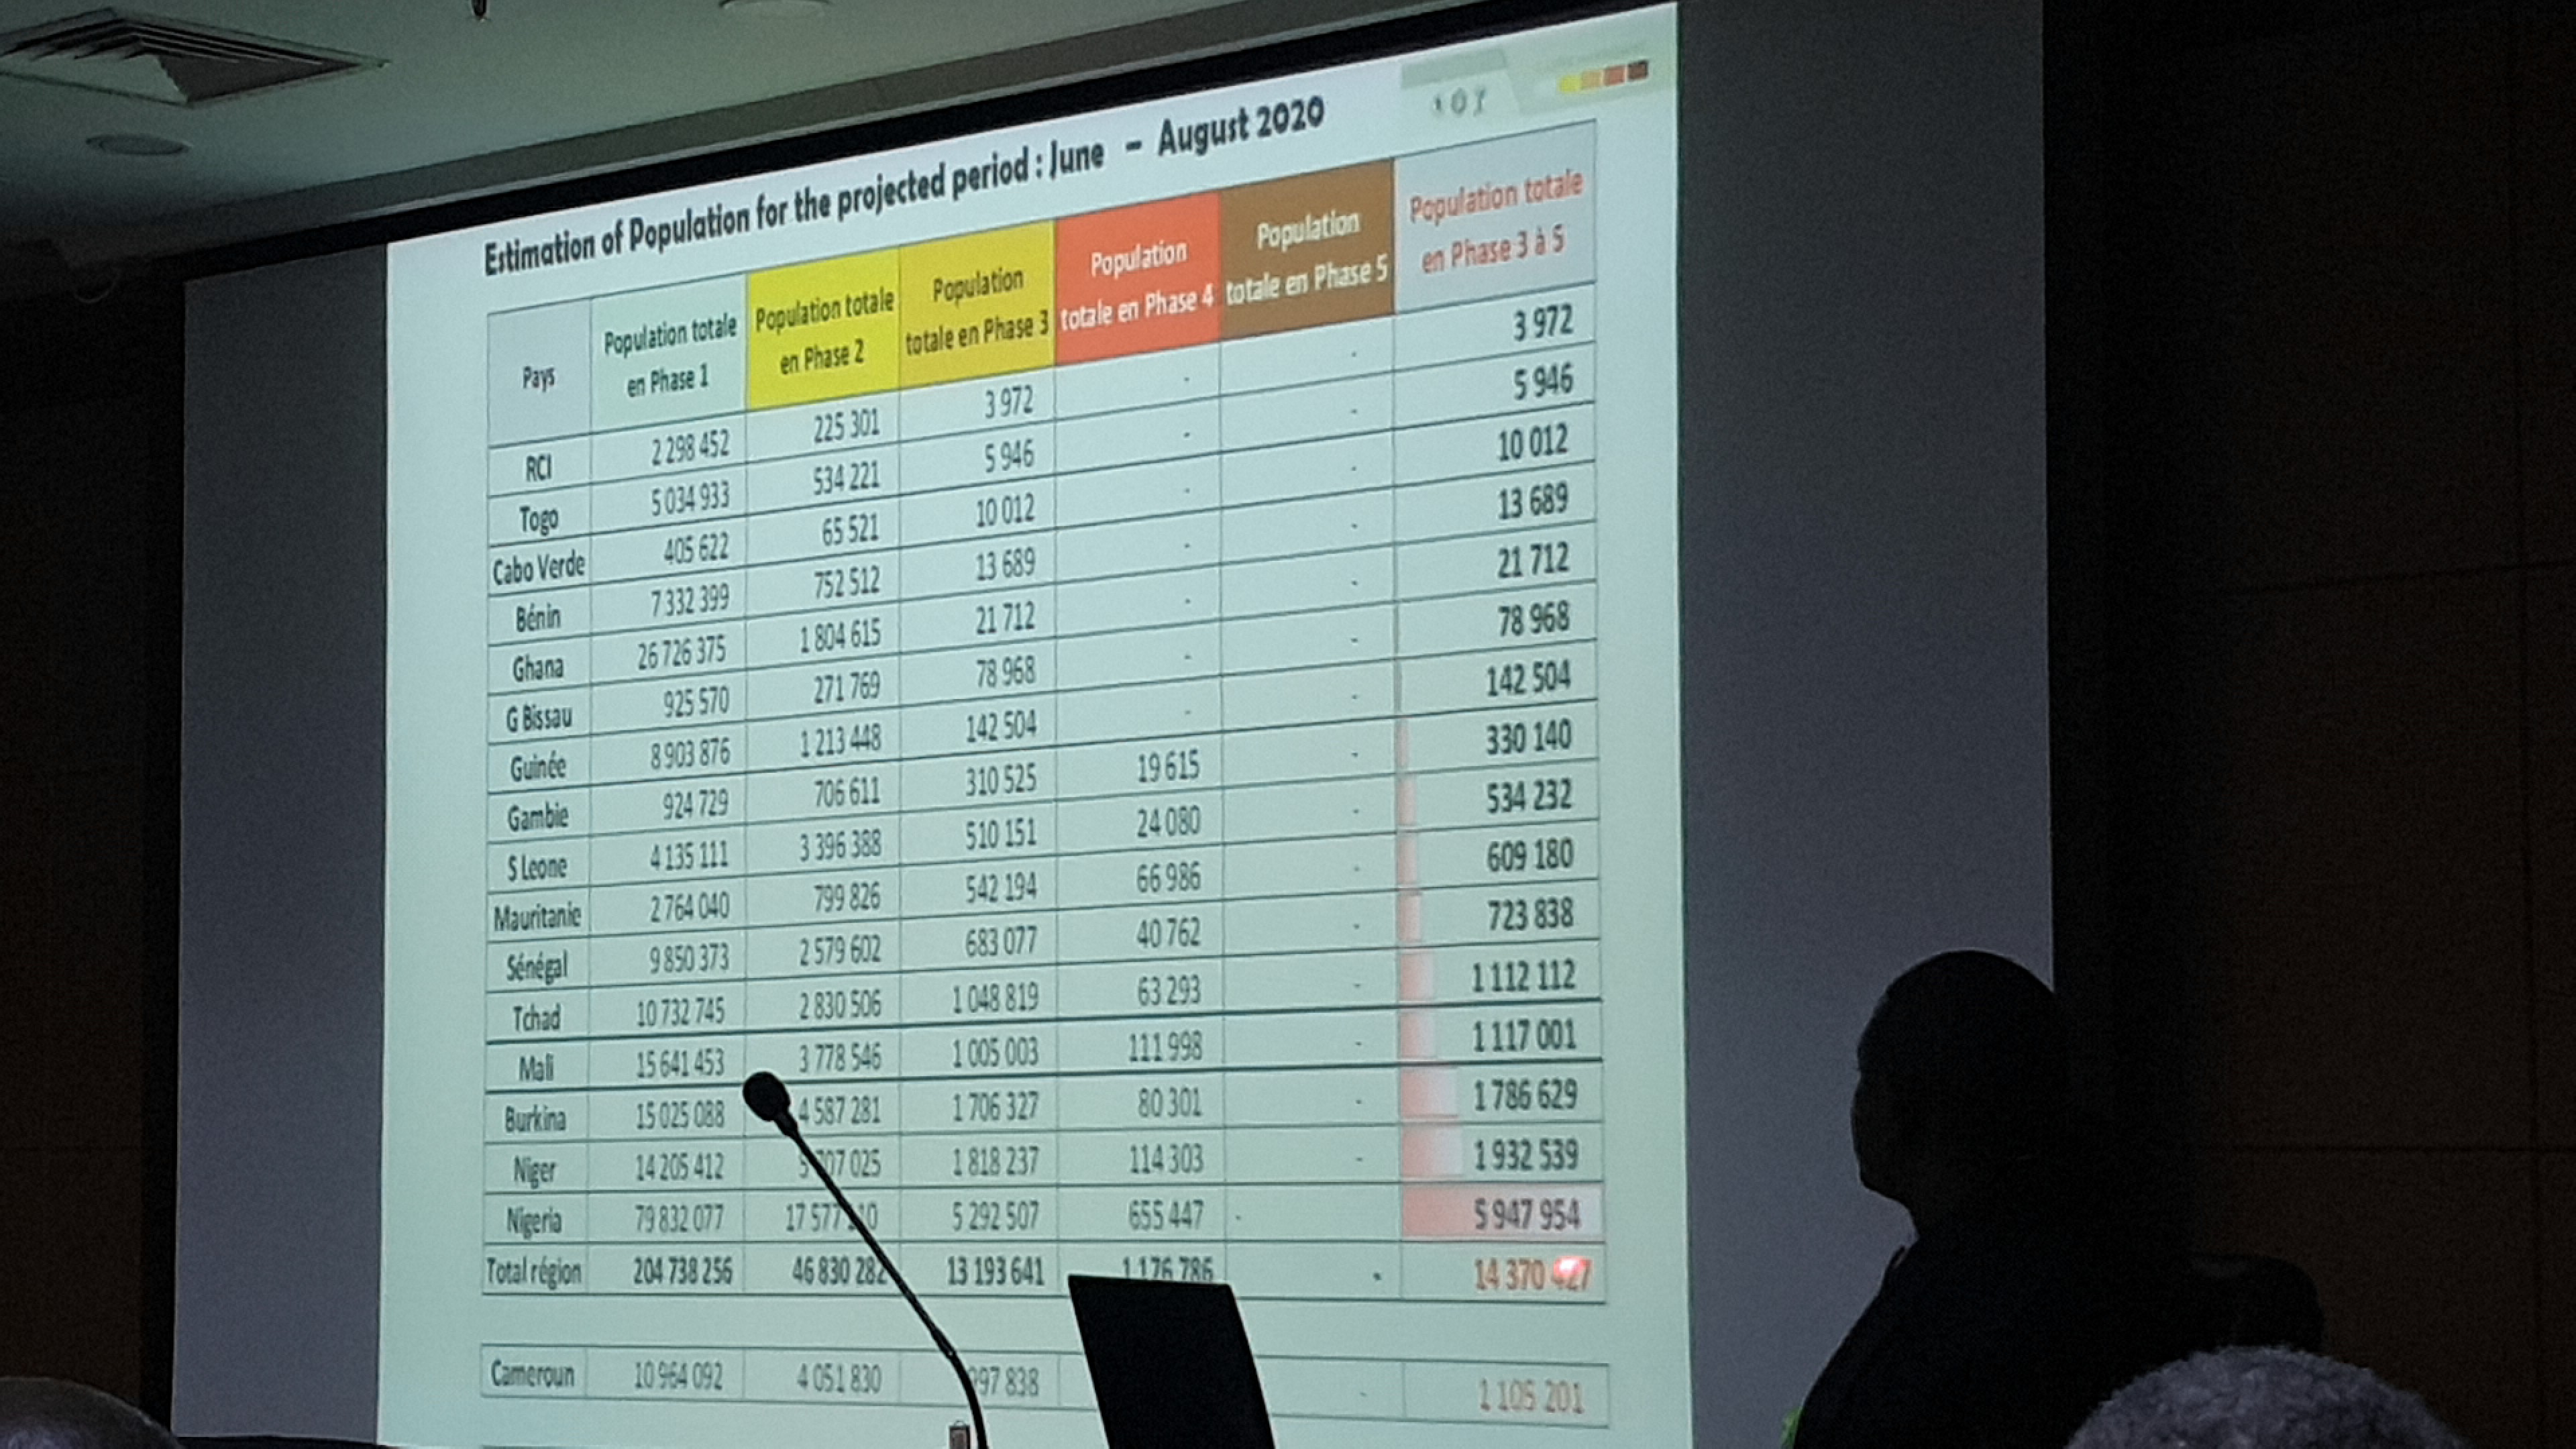 Estimation of Population for the projected period : June – August 2020
Pays Population totale en Phase 1 Population totale en Phase 2 Population totale en Phase 3 Population totale en Phase 4 Population totale en Phase 5 Population totale en Phase 3 à 5
RCI 2 298 452 225 301 3 972 - - 3 972
Togo 5 034 933 534 221 5 946 - - 5 946
Cabo Verde 405 622 65 521 10 012 - - 10 012
Bénin 7 332 399 752 512 13 689 - - 13 689
Ghana 26 726 375 1 804 615 21 712 - - 21 712
G Bissau 925 570 271 769 78 968 - - 78 968
Guinée 8 903 876 1 213 448 142 504 - - 142 504
Gambie 924 729 706 611 310 525 19 615 - 330 140
S Leone 4 135 111 3 396 388 510 151 24 080 - 534 232
Mauritanie 2 764 040 799 826 542 194 66 986 - 609 180
Sénégal 9 850 373 2 579 602 683 077 40 762 - 723 838
Tchad 10 732 745 2 830 506 1 048 819 63 293 - 1 112 112
Mali 15 641 453 3 778 546 1 005 003 111 998 - 1 117 001
Burkina 15 025 088 4 587 281 1 706 327 80 301 - 1 786 629
Niger 14 205 412 1 818 237 114 303 - 1 932 539
Nigeria 79 832 077 5 292 507 655 447 - 5 947 954
Total région 204 738 256 46 830 282 13 193 641 1 176 786 - 14 370 427
Cameroun 10 964 092 4 051 830 - 1 105 201